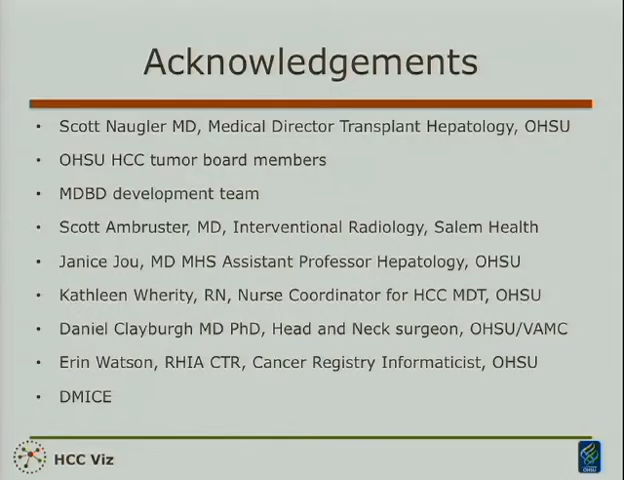 Acknowledgements
• Scott Naugler MD, Medical Director Transplant Hepatology, OHSU
• OHSU HCC tumor board members
• MDBD development team
• Scott Ambruster, MD, Interventional Radiology, Salem Health
• Janice Jou, MD MHS Assistant Professor Hepatology, OHSU
• Kathleen Wherity, RN, Nurse Coordinator for HCC MDT, OHSU
• Daniel Clayburgh MD PhD, Head and Neck surgeon, OHSU/VAMC
• Erin Watson, RHIA CTR, Cancer Registry Informaticist, OHSU
• DMICE
HCC Viz
OHSU